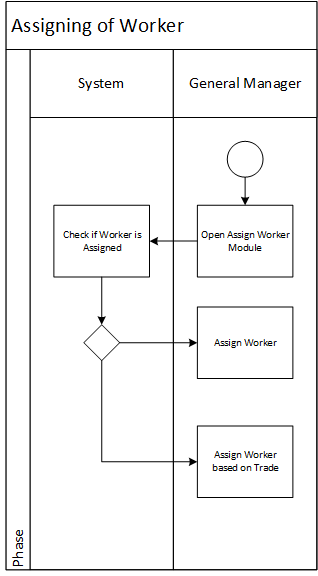 Assigning of Worker
System
General Manager
Check if Worker is
Assigned
Open Assign Worker
Module
Assign Worker
Assign Worker
based on Trade
Phase